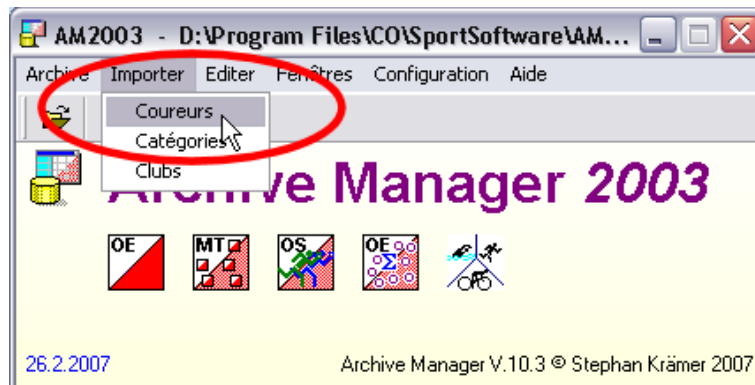 AM2003 - D:\Program Files\CO\SportSoftware\AM...
Archive Importer Editer Fenêtres Configuration Aide
Coureurs
Catégories
Clubs
Archive Manager 2003
OE MT OS OE Σ
26.2.2007 Archive Manager V.10.3 © Stephan Krämer 2007